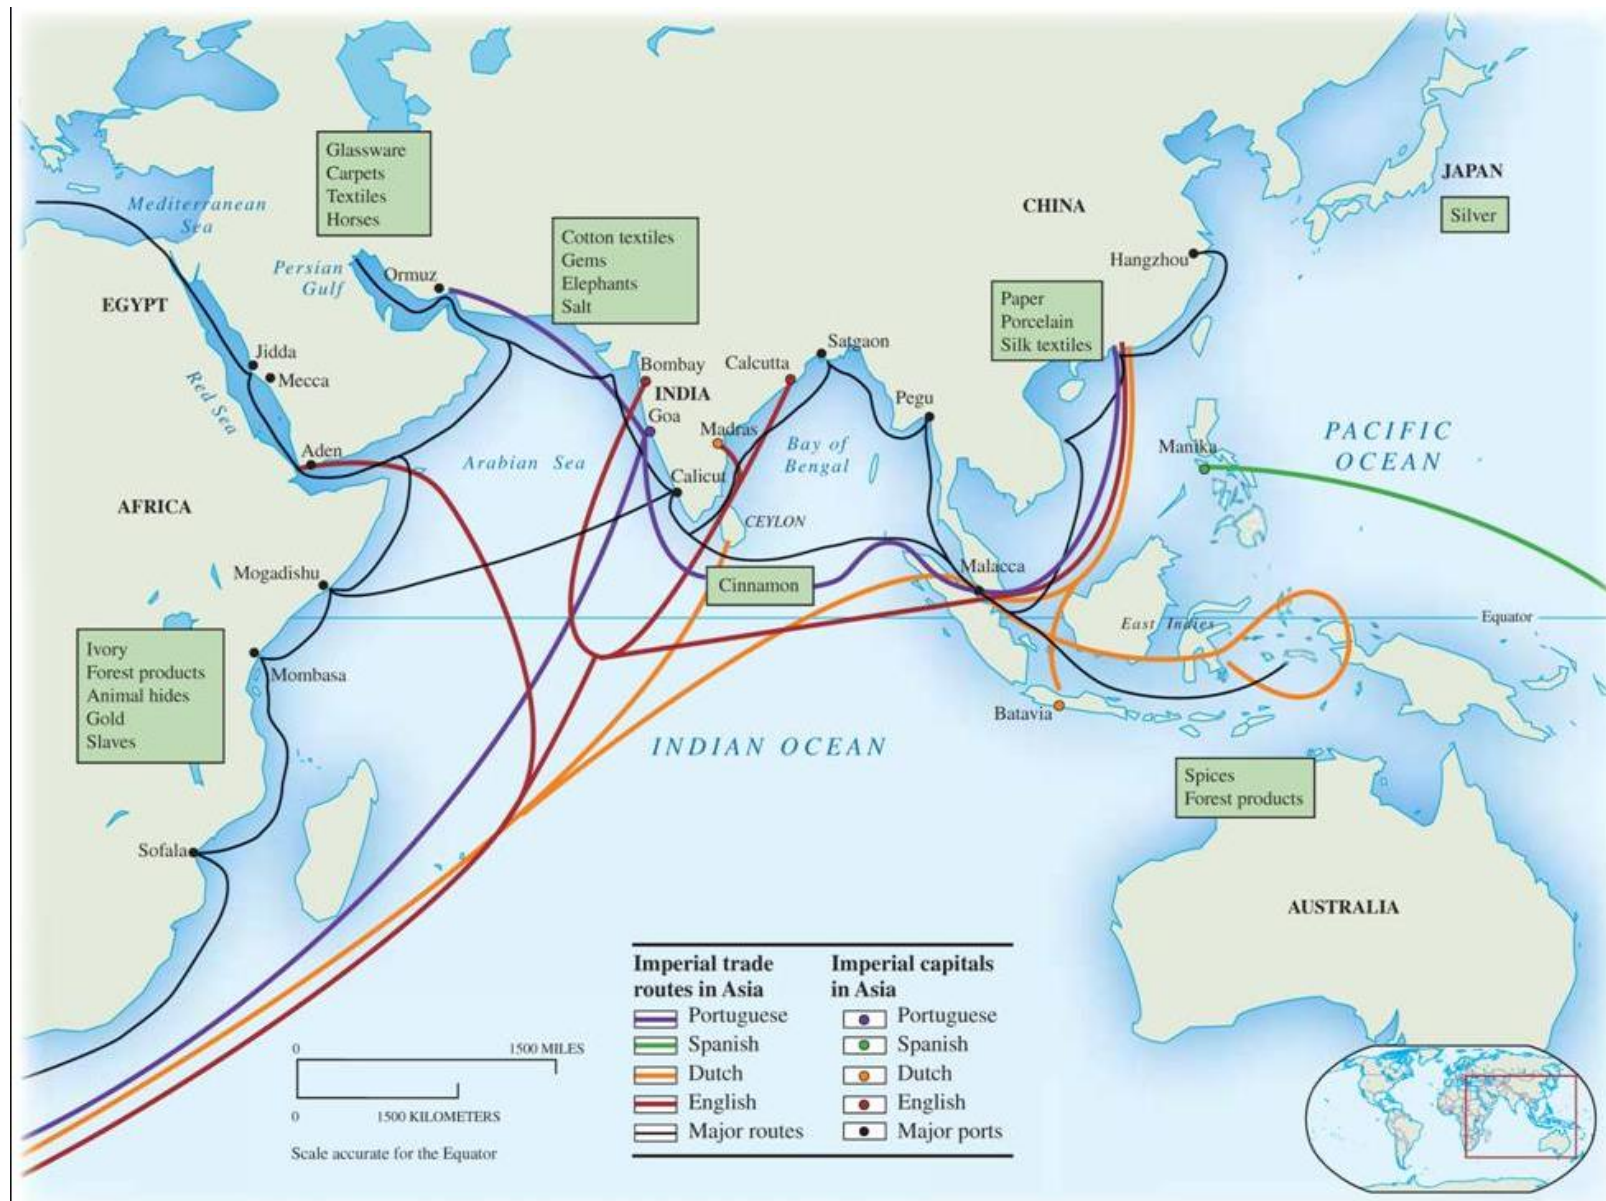 Glassware
Carpets
Textiles
Horses
JAPAN
Silver
Mediterranean
Sea
CHINA
Cotton textiles
Gems
Elephants
Salt
Hangzhou
Persian
Gulf
Ormuz
EGYPT
Paper
Porcelain
Silk textiles
Jidda
Mecca
Red Sea
Satgaon
Bombay
Calcutta
INDIA
Goa
Pegu
Madras
Bay of
Bengal
Manika
PACIFIC
OCEAN
Aden
Arabian Sea
Calicut
AFRICA
CEYLON
Mogadishu
Cinnamon
Malacca
East Indies
Equator
Ivory
Forest products
Animal hides
Gold
Slaves
Mombasa
Batavia
INDIAN OCEAN
Spices
Forest products
Sofala
AUSTRALIA
Imperial trade
routes in Asia
Portuguese
Spanish
Dutch
English
Major routes
Imperial capitals
in Asia
Portuguese
Spanish
Dutch
English
Major ports
0
1500 MILES
0
1500 KILOMETERS
Scale accurate for the Equator